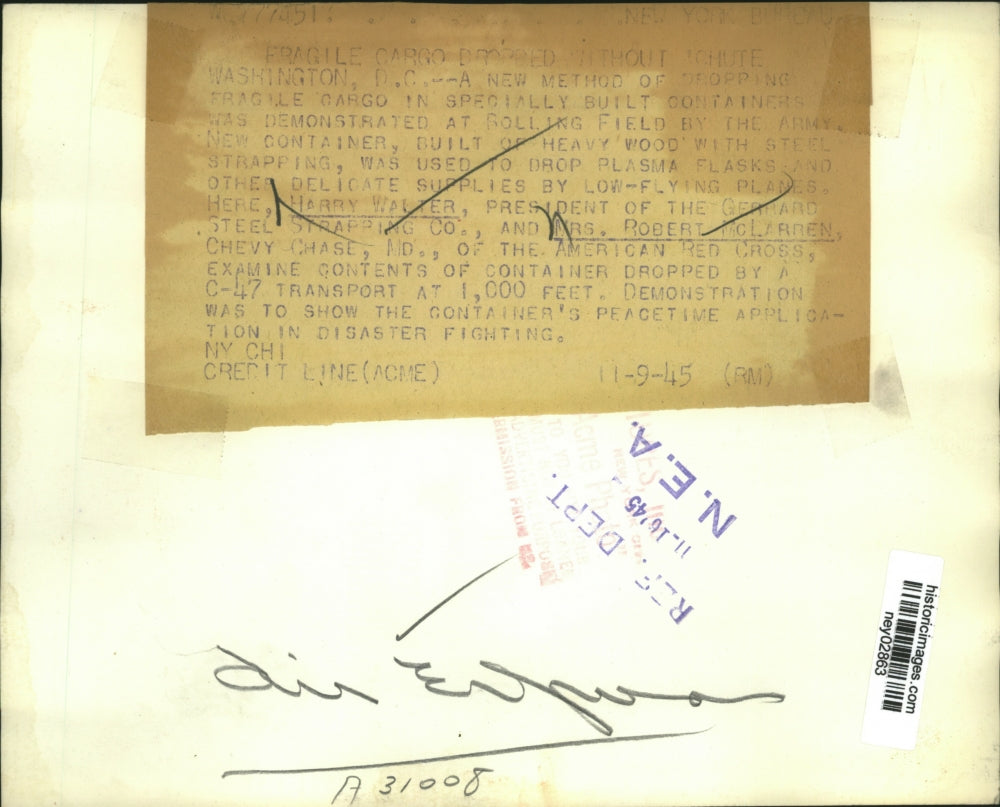 NEW YORK BUREAU
FRAGILE CARGO DROPPED WITHOUT 'CHUTE
WASHINGTON, D.C.--A NEW METHOD OF DROPPING
FRAGILE CARGO IN SPECIALLY BUILT CONTAINERS
WAS DEMONSTRATED AT BOLLING FIELD BY THE ARMY.
NEW CONTAINER, BUILT OF HEAVY WOOD WITH STEEL
STRAPPING, WAS USED TO DROP PLASMA FLASKS AND
OTHER DELICATE SUPPLIES BY LOW-FLYING PLANES.
HERE, HARRY WALTER, PRESIDENT OF THE GERRARD
STEEL STRAPPING CO., AND MRS. ROBERT MCLARREN,
CHEVY CHASE, MD., OF THE AMERICAN RED CROSS,
EXAMINE CONTENTS OF CONTAINER DROPPED BY A
C-47 TRANSPORT AT 1,000 FEET. DEMONSTRATION
WAS TO SHOW THE CONTAINER'S PEACETIME APPLICA-
TION IN DISASTER FIGHTING.
NY CHI
CREDIT LINE (ACME) 11-9-45 (RM)
REF. DEPT.
11.16'45
N.E.A.
Air
A 31008
historicimages.com
ney02863